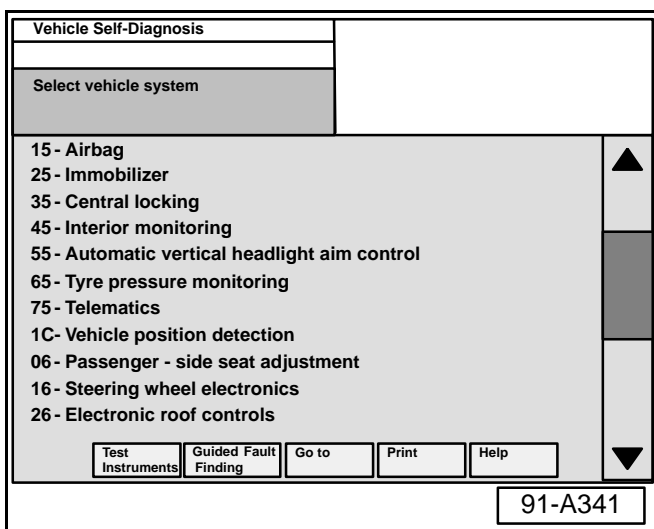 Vehicle Self-Diagnosis
Select vehicle system
15 - Airbag
25 - Immobilizer
35 - Central locking
45 - Interior monitoring
55 - Automatic vertical headlight aim control
65 - Tyre pressure monitoring
75 - Telematics
1C- Vehicle position detection
06 - Passenger - side seat adjustment
16 - Steering wheel electronics
26 - Electronic roof controls
Test Instruments
Guided Fault Finding
Go to
Print
Help
91-A341